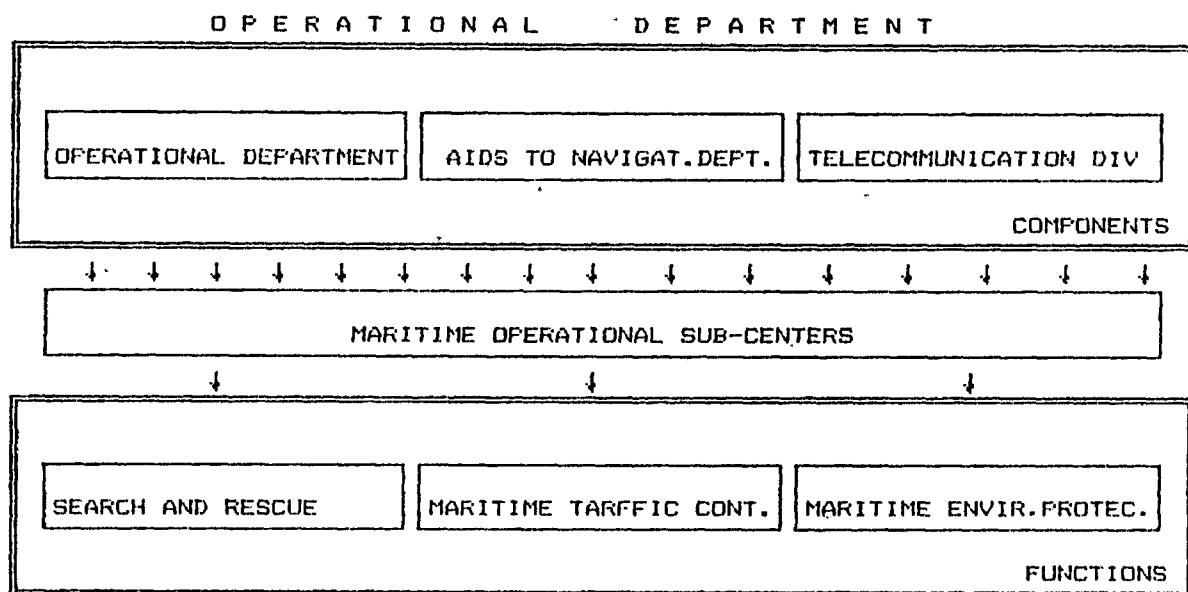 OPERATIONAL DEPARTMENT
OPERATIONAL DEPARTMENT AIDS TO NAVIGAT.DEPT. TELECOMMUNICATION DIV
COMPONENTS
MARITIME OPERATIONAL SUB-CENTERS
SEARCH AND RESCUE MARITIME TARFFIC CONT. MARITIME ENVIR.PROTEC.
FUNCTIONS